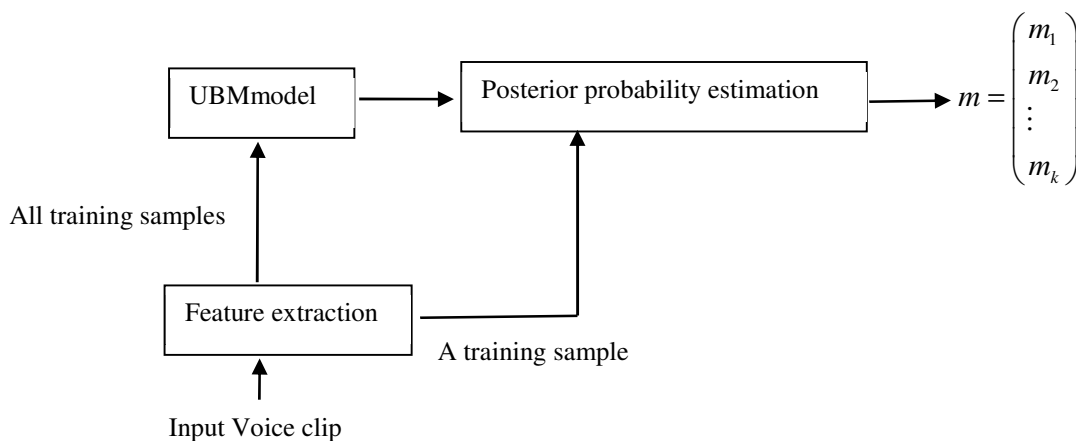 UBMmodel
Posterior probability estimation
m = (m₁ m₂ ⋮ mₖ)
All training samples
Feature extraction
A training sample
Input Voice clip